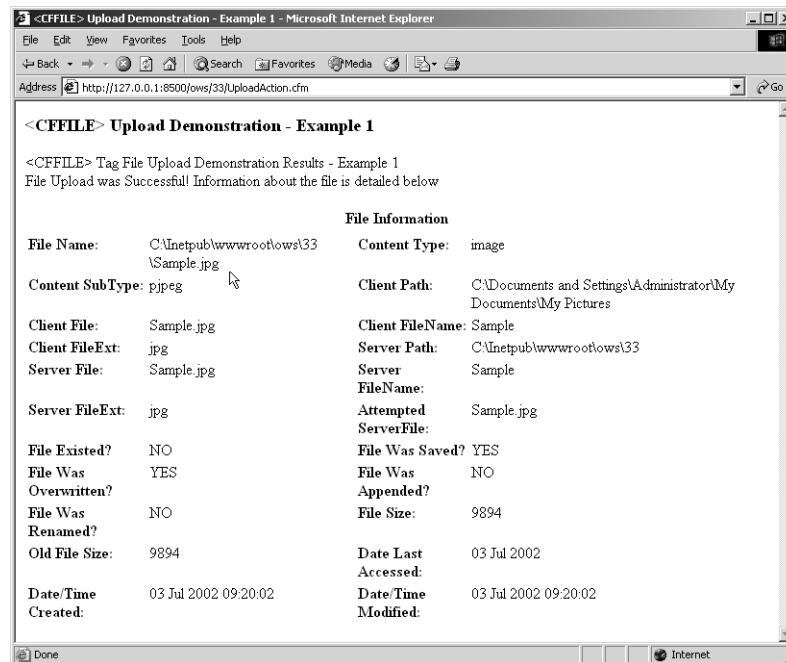 <CFFILE> Upload Demonstration - Example 1 - Microsoft Internet Explorer
File Edit View Favorites Tools Help
Back Search Favorites Media
Address http://127.0.0.1:8500/ows/33/UploadAction.cfm Go
<CFFILE> Upload Demonstration - Example 1
<CFFILE> Tag File Upload Demonstration Results - Example 1
File Upload was Successful! Information about the file is detailed below
File Information
File Name: C:\Inetpub\wwwroot\ows\33 Content Type: image
\Sample.jpg
Content SubType: pjpeg Client Path: C:\Documents and Settings\Administrator\My
Documents\My Pictures
Client File: Sample.jpg Client FileName: Sample
Client FileExt: jpg Server Path: C:\Inetpub\wwwroot\ows\33
Server File: Sample.jpg Server Sample
FileName:
Server FileExt: jpg Attempted Sample.jpg
ServerFile:
File Existed? NO File Was Saved? YES
File Was YES File Was NO
Overwritten? Appended?
File Was NO File Size: 9894
Renamed?
Old File Size: 9894 Date Last 03 Jul 2002
Accessed:
Date/Time 03 Jul 2002 09:20:02 Date/Time 03 Jul 2002 09:20:02
Created: Modified:
Done Internet